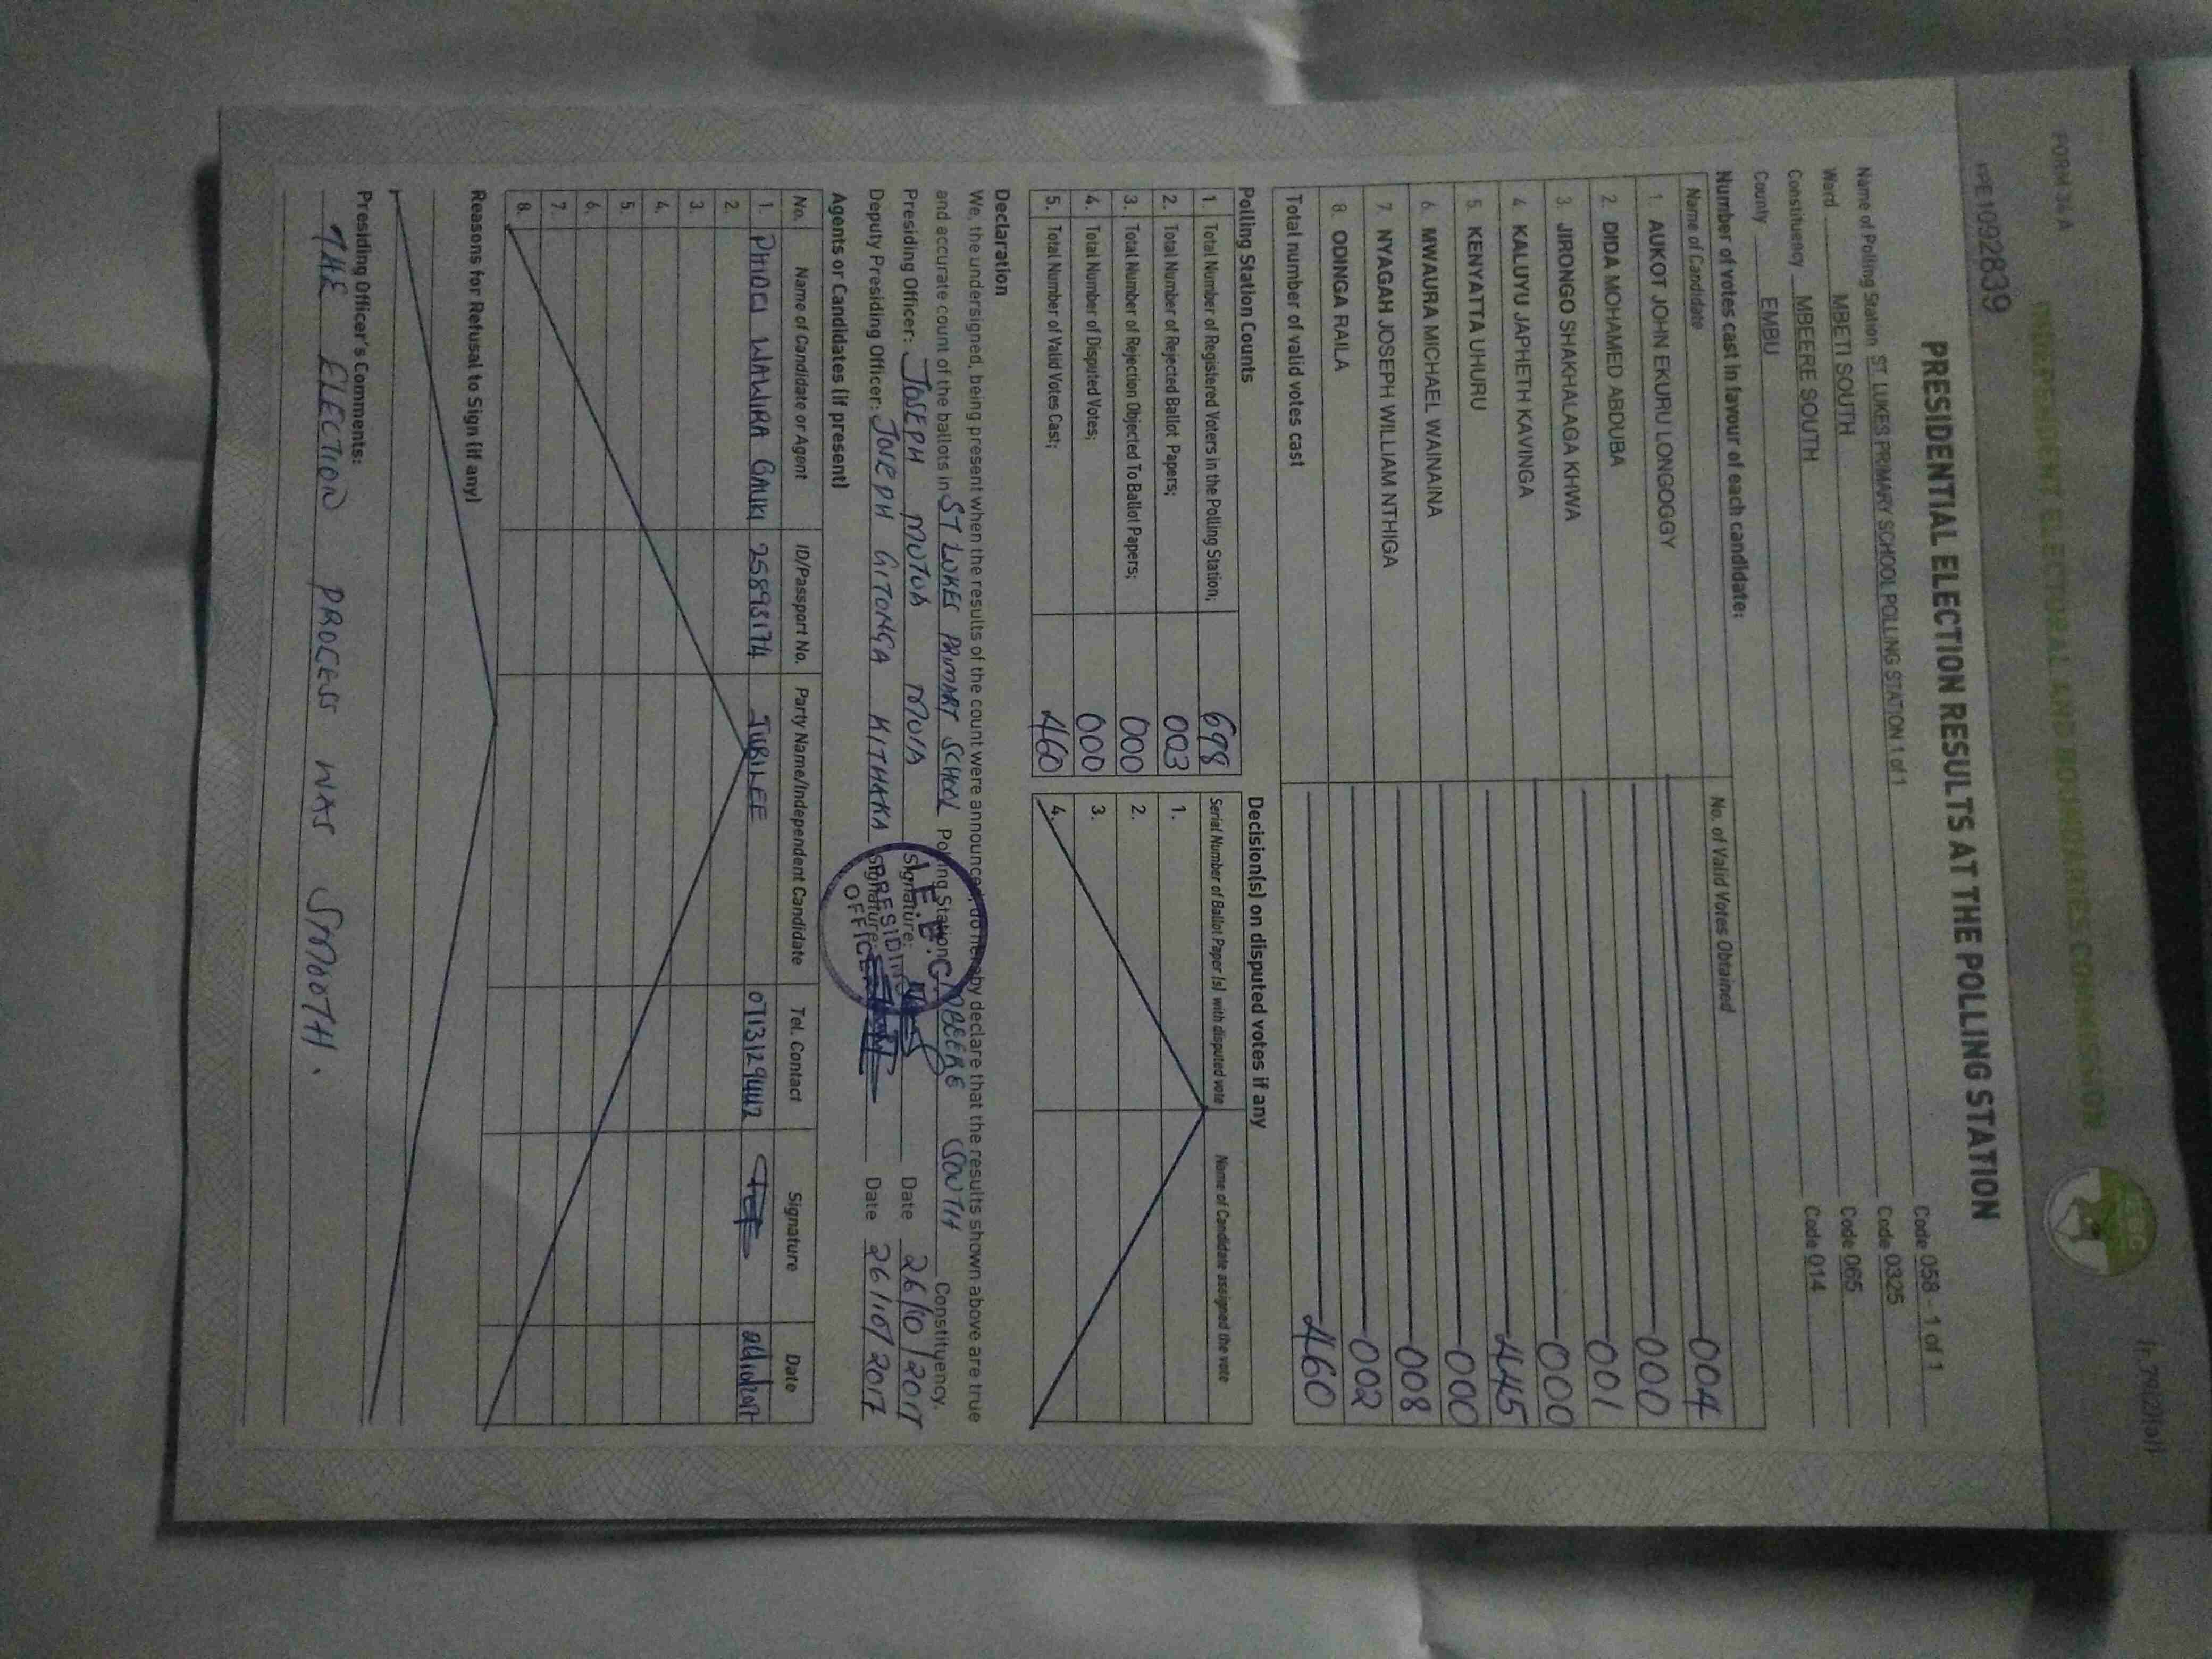 FORM 34 A
INDEPENDENT ELECTORAL AND BOUNDARIES COMMISSION
IEBC
PRESIDENTIAL ELECTION RESULTS AT THE POLLING STATION
Name of Polling Station ST. LUKES PRIMARY SCHOOL POLLING STATION 1 of 1 Code 058 - 1 of 1
Ward MBETI SOUTH Code 0325
Constituency MBEERE SOUTH Code 065
County EMBU Code 014
Number of votes cast in favour of each candidate:
Name of Candidate No. of Valid Votes Obtained
1. AUKOT JOHN EKURU LONGOGGY 004
2. DIDA MOHAMED ABDUBA 000
3. JIRONGO SHAKHALAGA KHWA 001
4. KALUYU JAPHETH KAVINGA 000
5. KENYATTA UHURU 445
6. MWAURA MICHAEL WAINAINA 000
7. NYAGAH JOSEPH WILLIAM NTHIGA 008
8. ODINGA RAILA 002
Total number of valid votes cast 460
Polling Station Counts
1 Total Number of Registered Voters in the Polling Station; 698
2. Total Number of Rejected Ballot Papers; 003
3. Total Number of Rejection Objected To Ballot Papers; 000
4. Total Number of Disputed Votes; 000
5. Total Number of Valid Votes Cast; 460
Decision(s) on disputed votes if any
Serial Number of Ballot Paper (s) with disputed vote Name of Candidate assigned the vote
1.
2.
3.
4.
Declaration
We, the undersigned, being present when the results of the count were announced, do hereby declare that the results shown above are true
and accurate count of the ballots in ST LUKES PRIMARY SCHOOL Polling Station MBEERE SOUTH Constituency.
Presiding Officer: JOSEPH MUTUA MUIA Signature: Date 26/10/2017
Deputy Presiding Officer: JOSEPH GITONGA KITHAKA Signature: Date 26/10/2017
I.E.B.C.
PRESIDING
OFFICER
Agents or Candidates (if present)
No. Name of Candidate or Agent ID/Passport No. Party Name/Independent Candidate Tel. Contact Signature Date
1. WAWIRA JUBILEE
2.
3.
4.
5.
6.
7.
8.
Reasons for Refusal to Sign (if any)
Presiding Officer's Comments:
THE ELECTION PROCESS WAS SMOOTH.